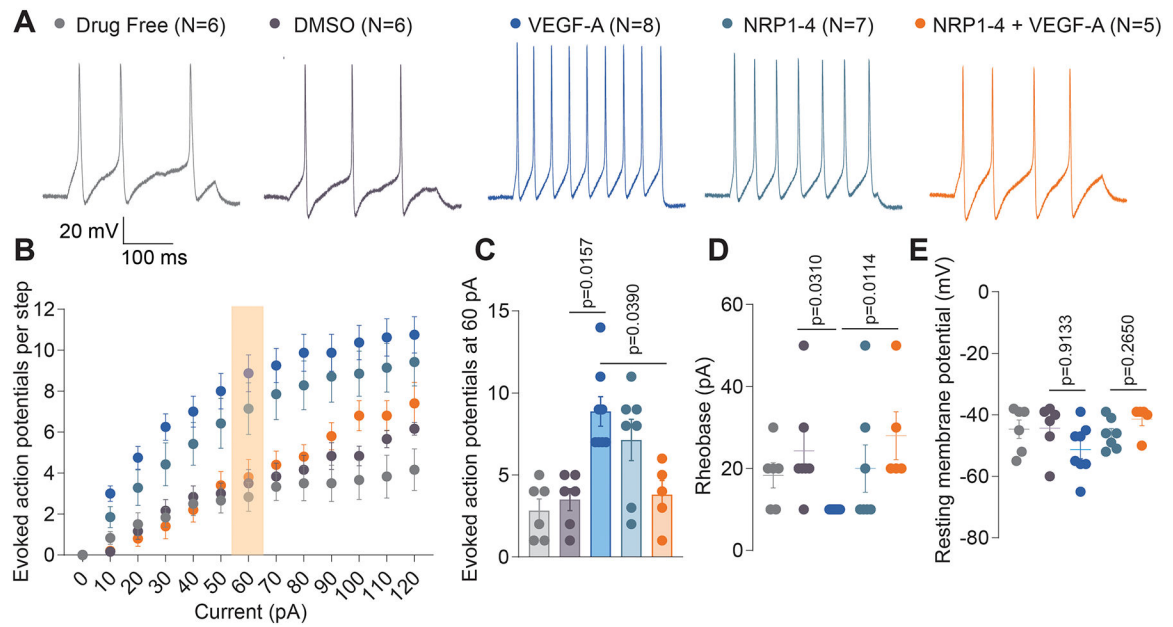 A
Drug Free (N=6)
DMSO (N=6)
VEGF-A (N=8)
NRP1-4 (N=7)
NRP1-4 + VEGF-A (N=5)
20 mV
100 ms
B
Evoked action potentials per step
12
10
8
6
4
2
0
0
10
20
30
40
50
60
70
80
90
100
110
120
Current (pA)
C
Evoked action potentials at 60 pA
15
10
5
0
p=0.0157
p=0.0390
D
Rheobase (pA)
60
40
20
0
p=0.0310
p=0.0114
E
Resting membrane potential (mV)
0
-20
-40
-60
-80
p=0.9133
p=0.2650